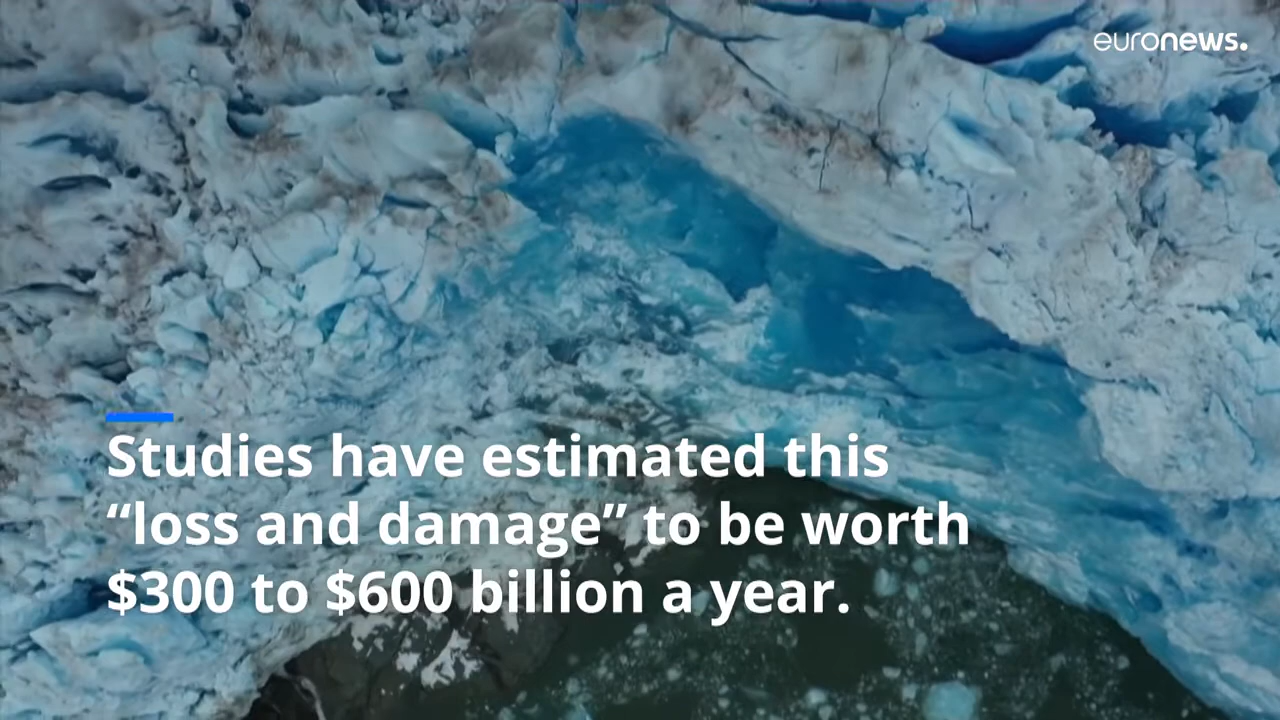 euronews.
Studies have estimated this
“loss and damage” to be worth
$300 to $600 billion a year.